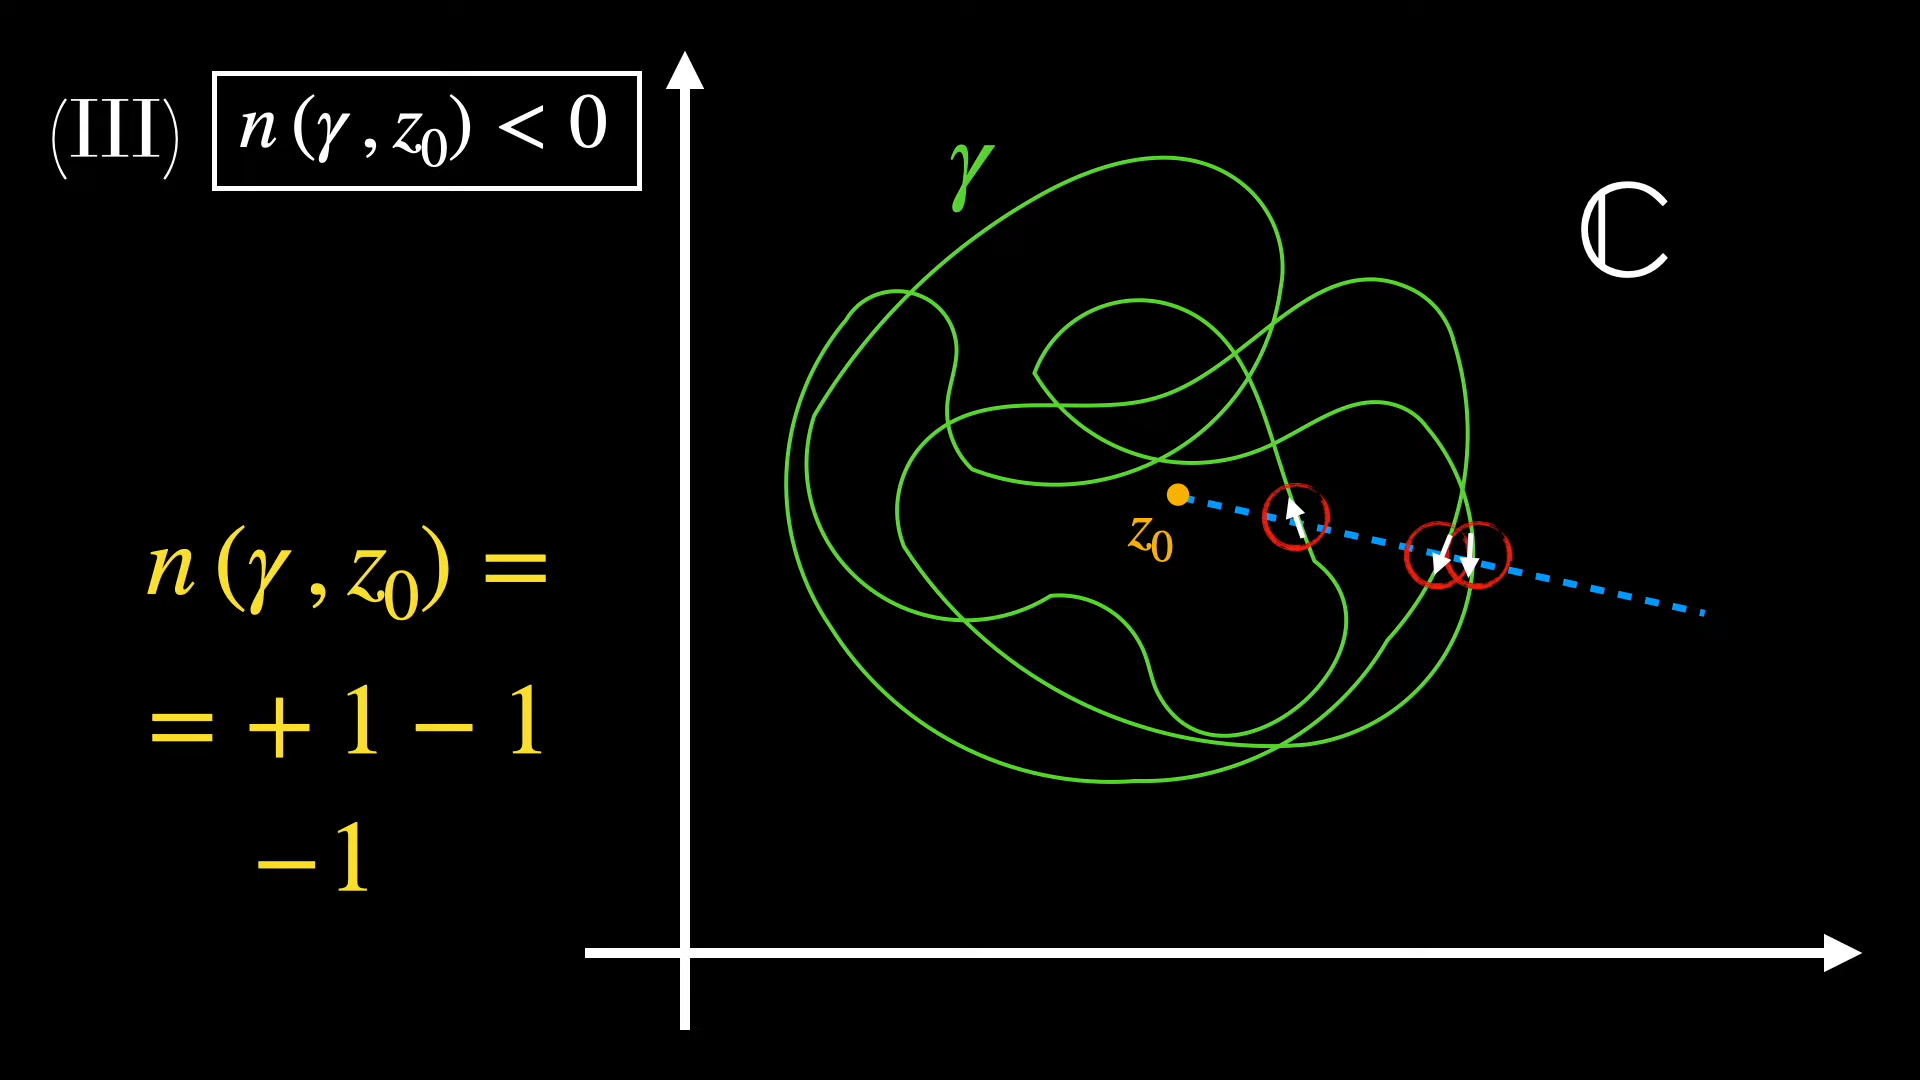 (III) n(γ, z₀) < 0
γ
ℂ
z₀
n(γ, z₀) =
= + 1 − 1
− 1